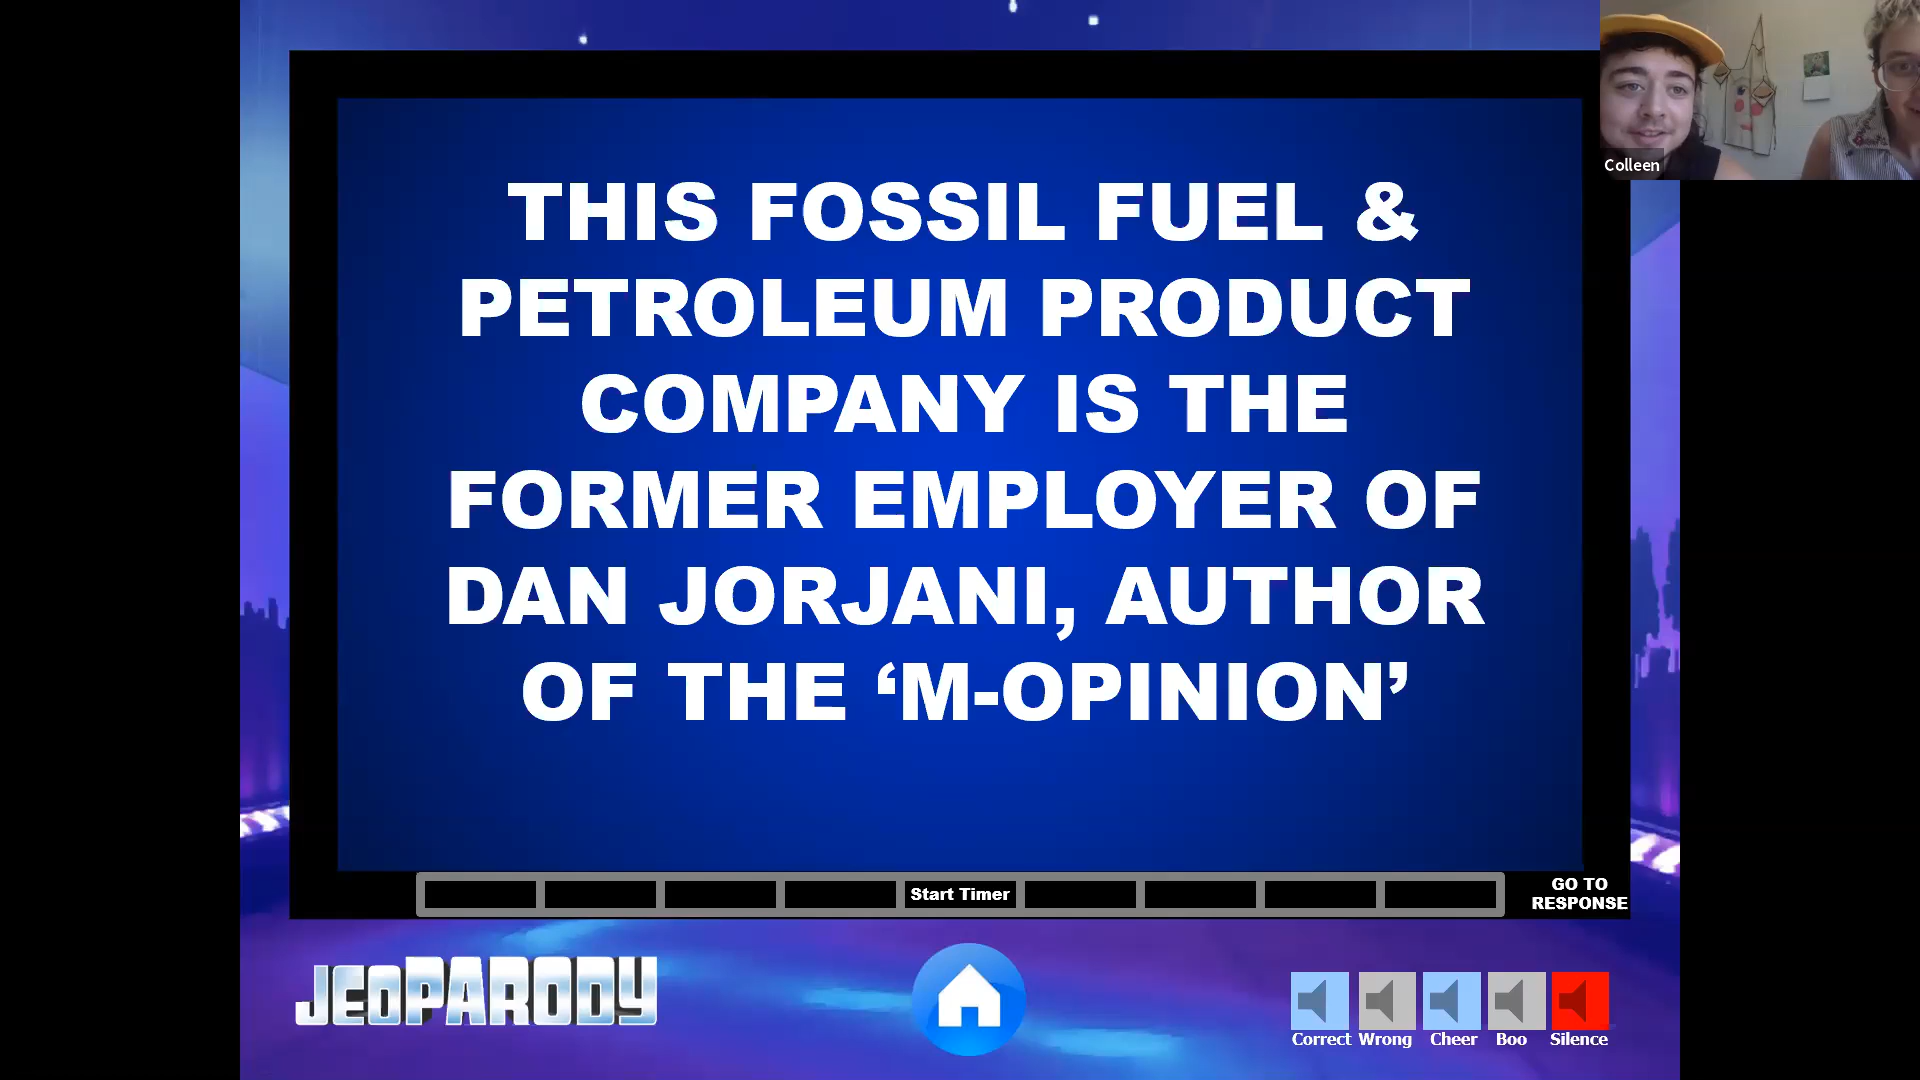 Colleen
THIS FOSSIL FUEL &
PETROLEUM PRODUCT
COMPANY IS THE
FORMER EMPLOYER OF
DAN JORJANI, AUTHOR
OF THE ‘M-OPINION’
Start Timer
GO TO
RESPONSE
JEOPARODY
Correct Wrong Cheer Boo Silence